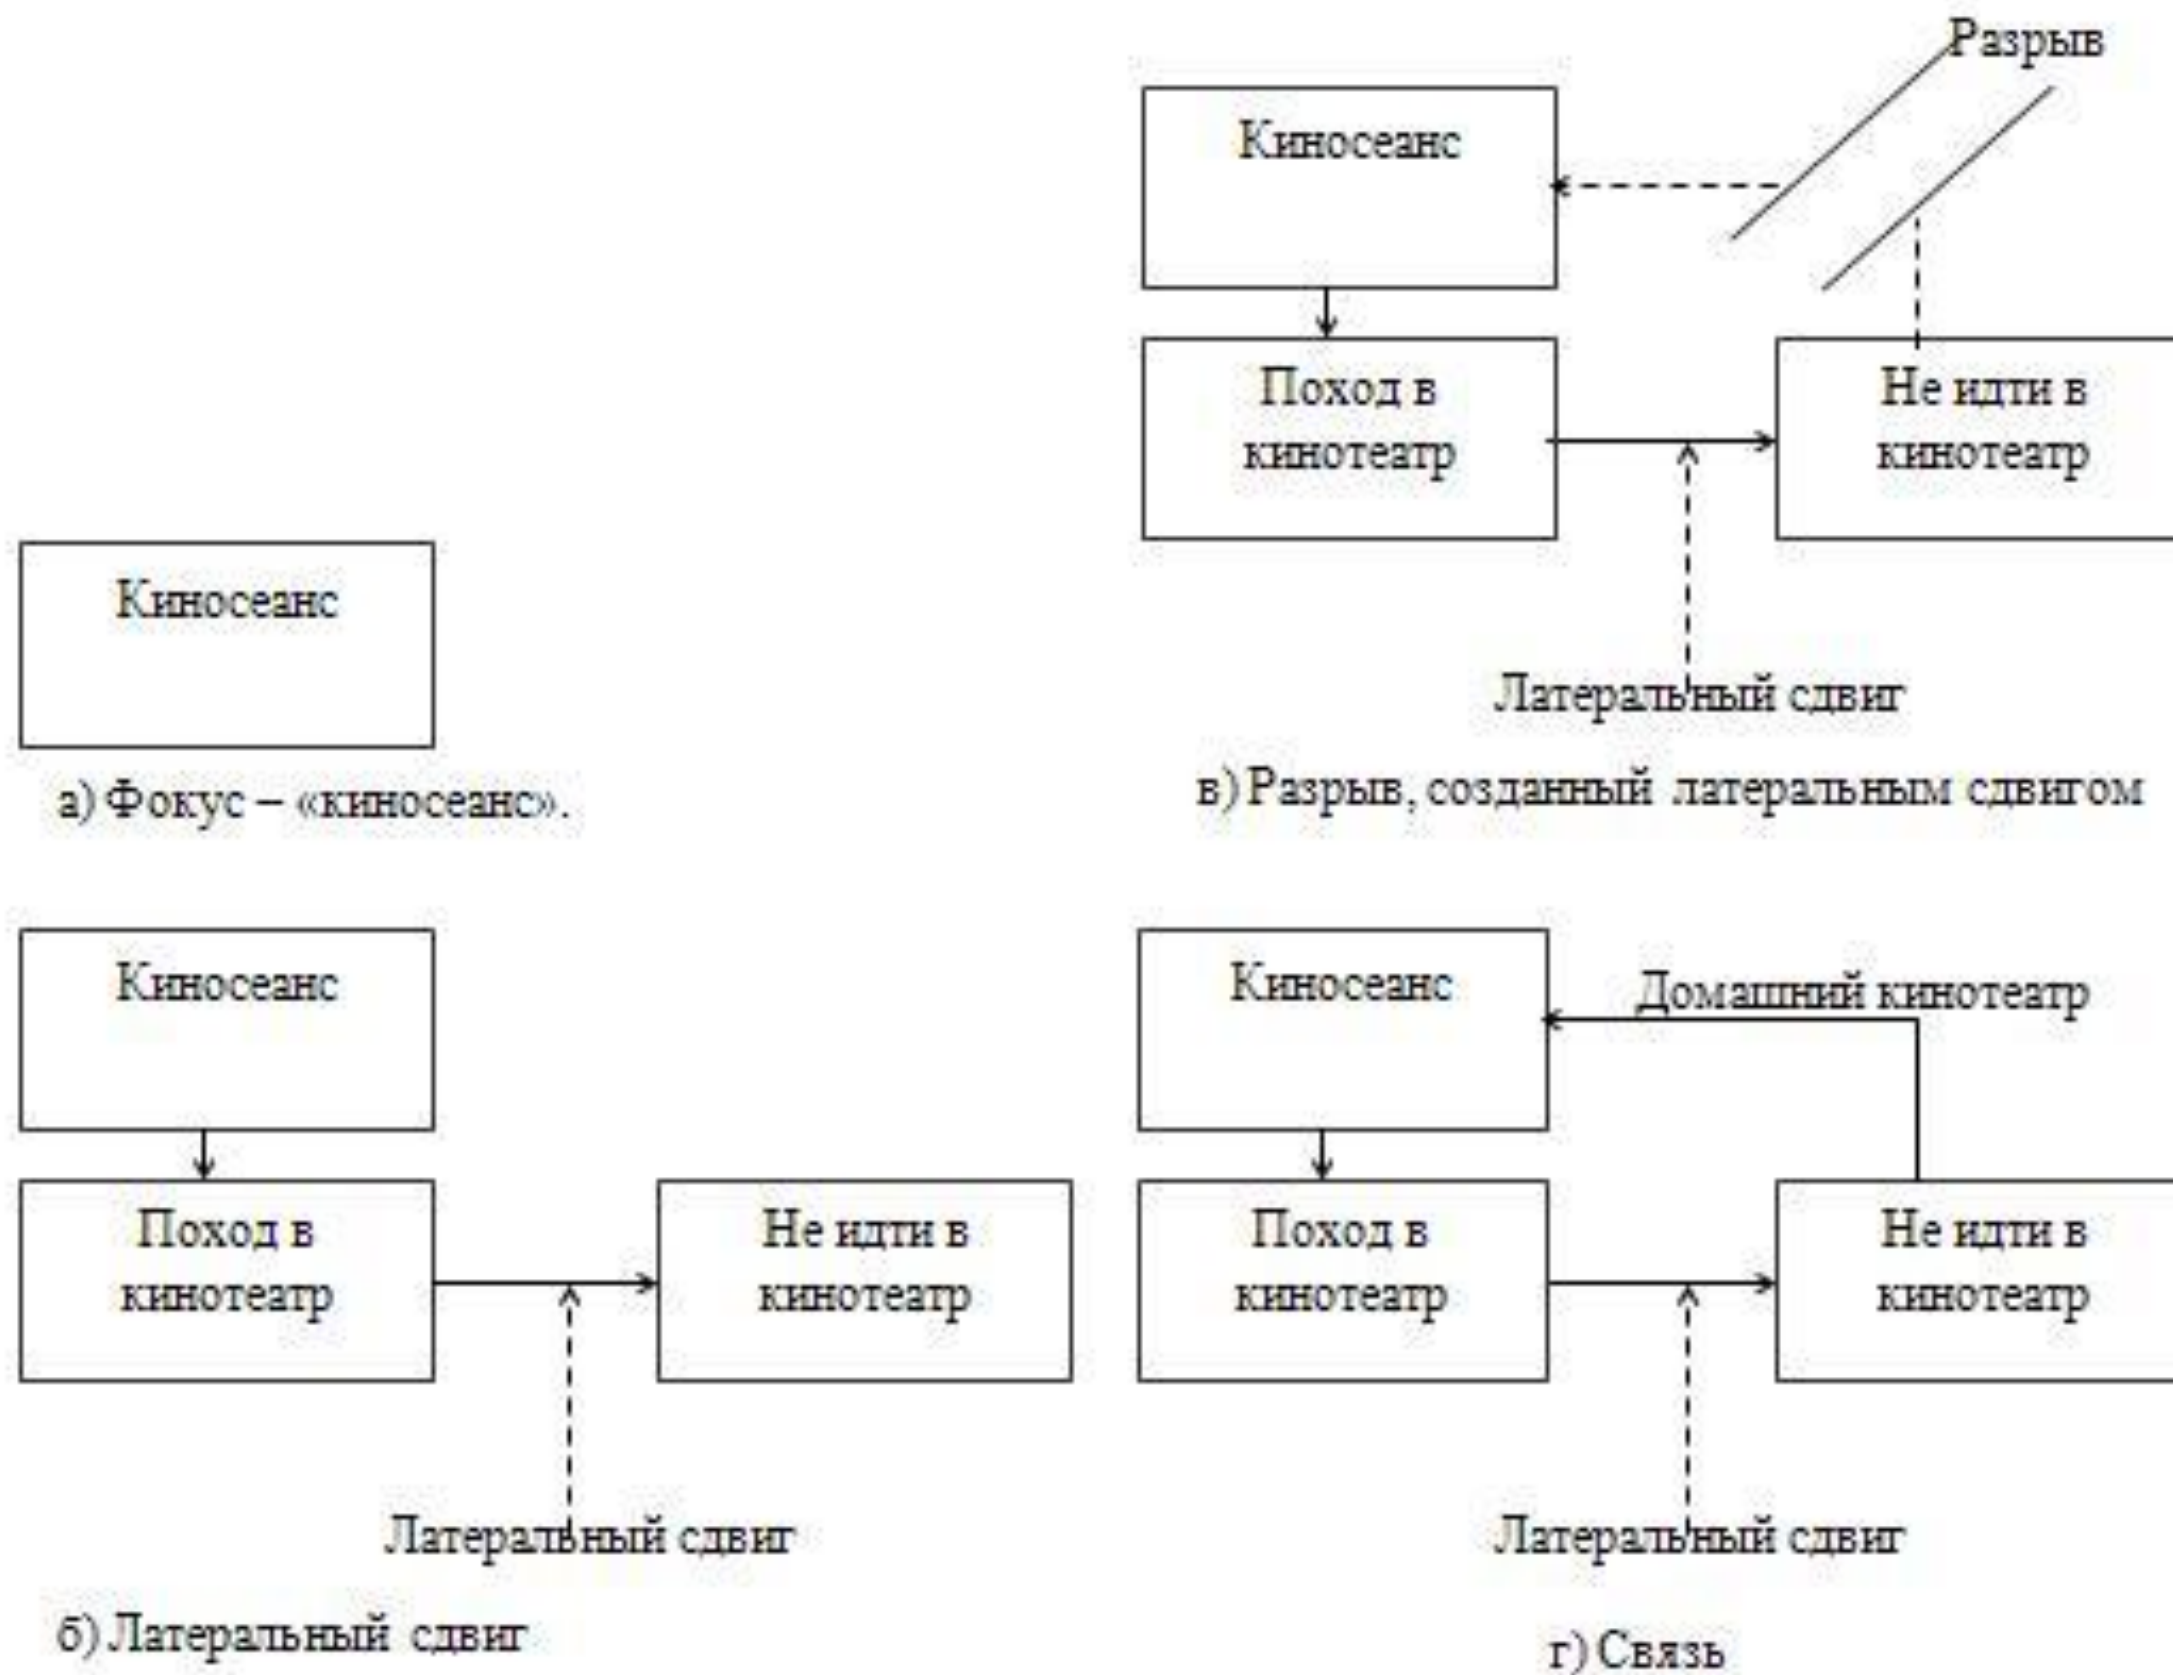 Киносеанс
а) Фокус – «киносеанс».
Киносеанс
Поход в
кинотеатр
Не идти в
кинотеатр
Латеральный сдвиг
б) Латеральный сдвиг
Разрыв
Киносеанс
Поход в
кинотеатр
Не идти в
кинотеатр
Латеральный сдвиг
в) Разрыв, созданный латеральным сдвигом
Киносеанс
Домашний кинотеатр
Поход в
кинотеатр
Не идти в
кинотеатр
Латеральный сдвиг
г) Связь